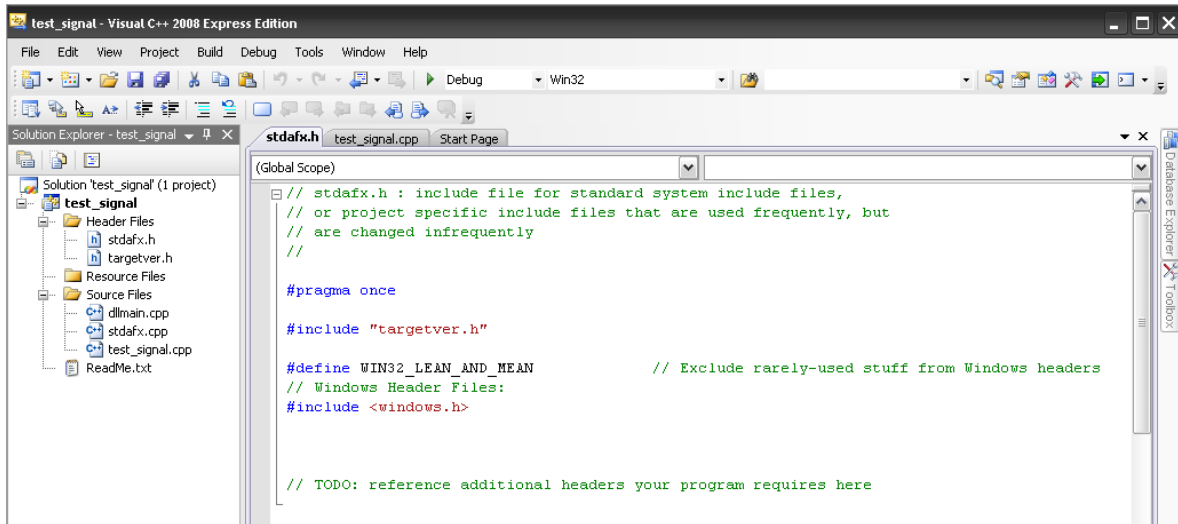 test_signal - Visual C++ 2008 Express Edition
File Edit View Project Build Debug Tools Window Help
Debug Win32
Solution Explorer - test_signal
Solution 'test_signal' (1 project)
test_signal
Header Files
stdafx.h
targetver.h
Resource Files
Source Files
dllmain.cpp
stdafx.cpp
test_signal.cpp
ReadMe.txt
stdafx.h test_signal.cpp Start Page
(Global Scope)
// stdafx.h : include file for standard system include files,
// or project specific include files that are used frequently, but
// are changed infrequently
//
#pragma once
#include "targetver.h"
#define WIN32_LEAN_AND_MEAN // Exclude rarely-used stuff from Windows headers
// Windows Header Files:
#include <windows.h>
// TODO: reference additional headers your program requires here
Database Explorer
Toolbox